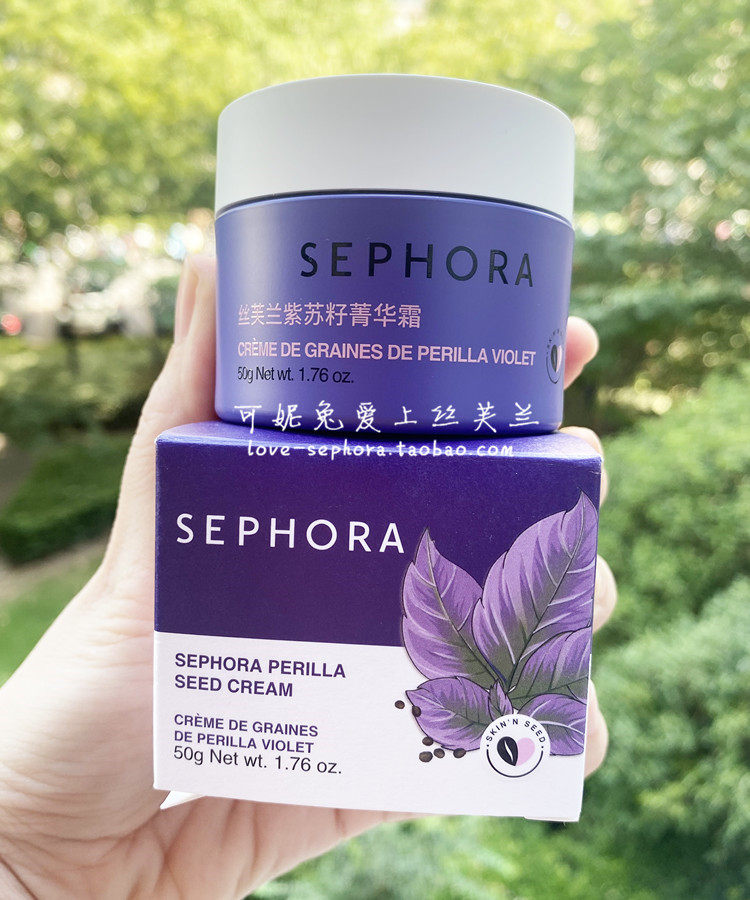 SEPHORA
丝芙兰紫苏籽菁华霜
CRÈME DE GRAINES DE PERILLA VIOLET
50g Net wt. 1.76 oz.
可妮兔爱上丝芙兰
love-sephora.taobao.com
SEPHORA
SEPHORA PERILLA
SEED CREAM
CRÈME DE GRAINES
DE PERILLA VIOLET
50g Net wt. 1.76 oz.
SKIN'N SEED